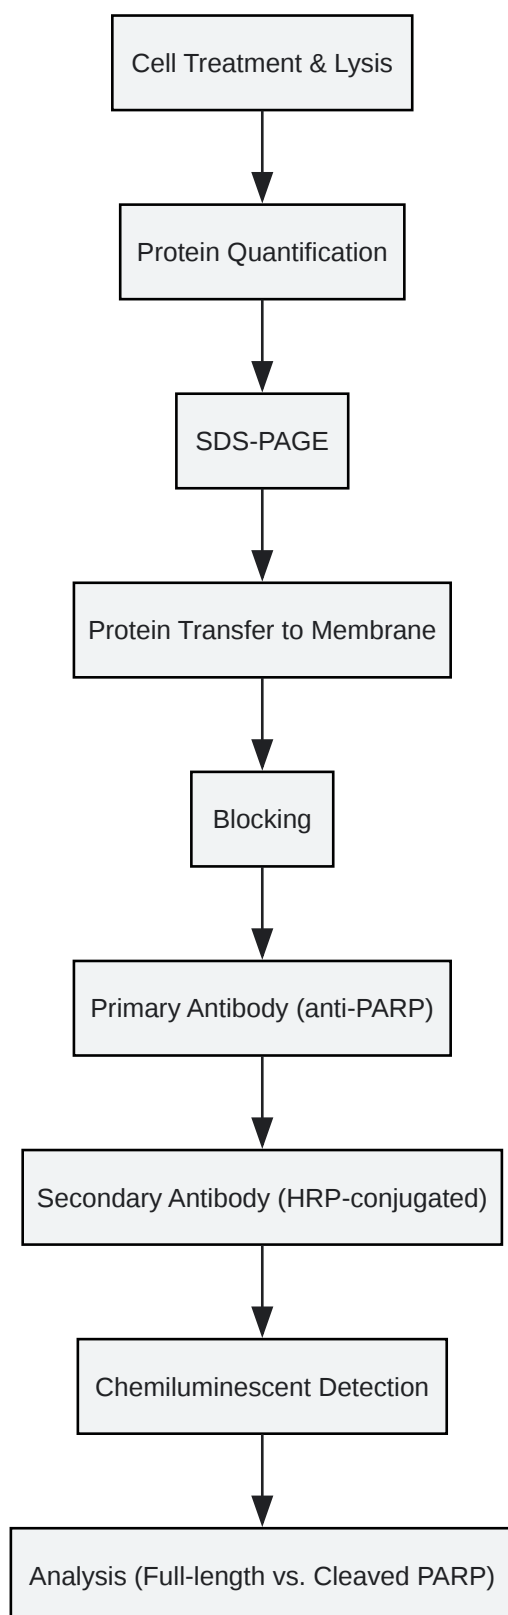 Cell Treatment & Lysis
Protein Quantification
SDS-PAGE
Protein Transfer to Membrane
Blocking
Primary Antibody (anti-PARP)
Secondary Antibody (HRP-conjugated)
Chemiluminescent Detection
Analysis (Full-length vs. Cleaved PARP)